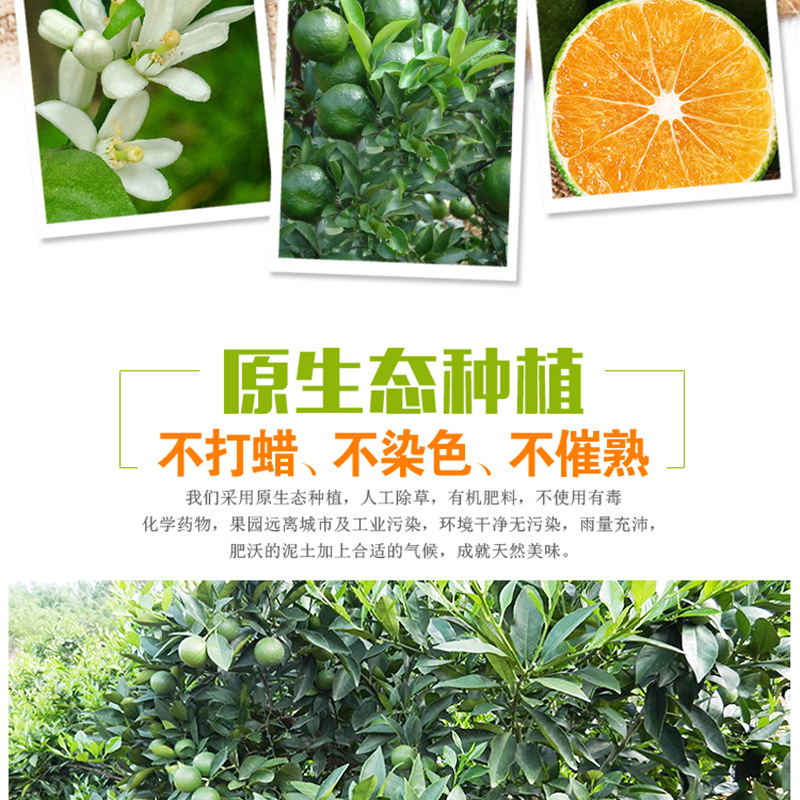 原生态种植
不打蜡、不染色、不催熟
我们采用原生态种植，人工除草，有机肥料，不使用有毒
化学药物，果园远离城市及工业污染，环境干净无污染，雨量充沛，
肥沃的泥土加上合适的气候，成就天然美味。